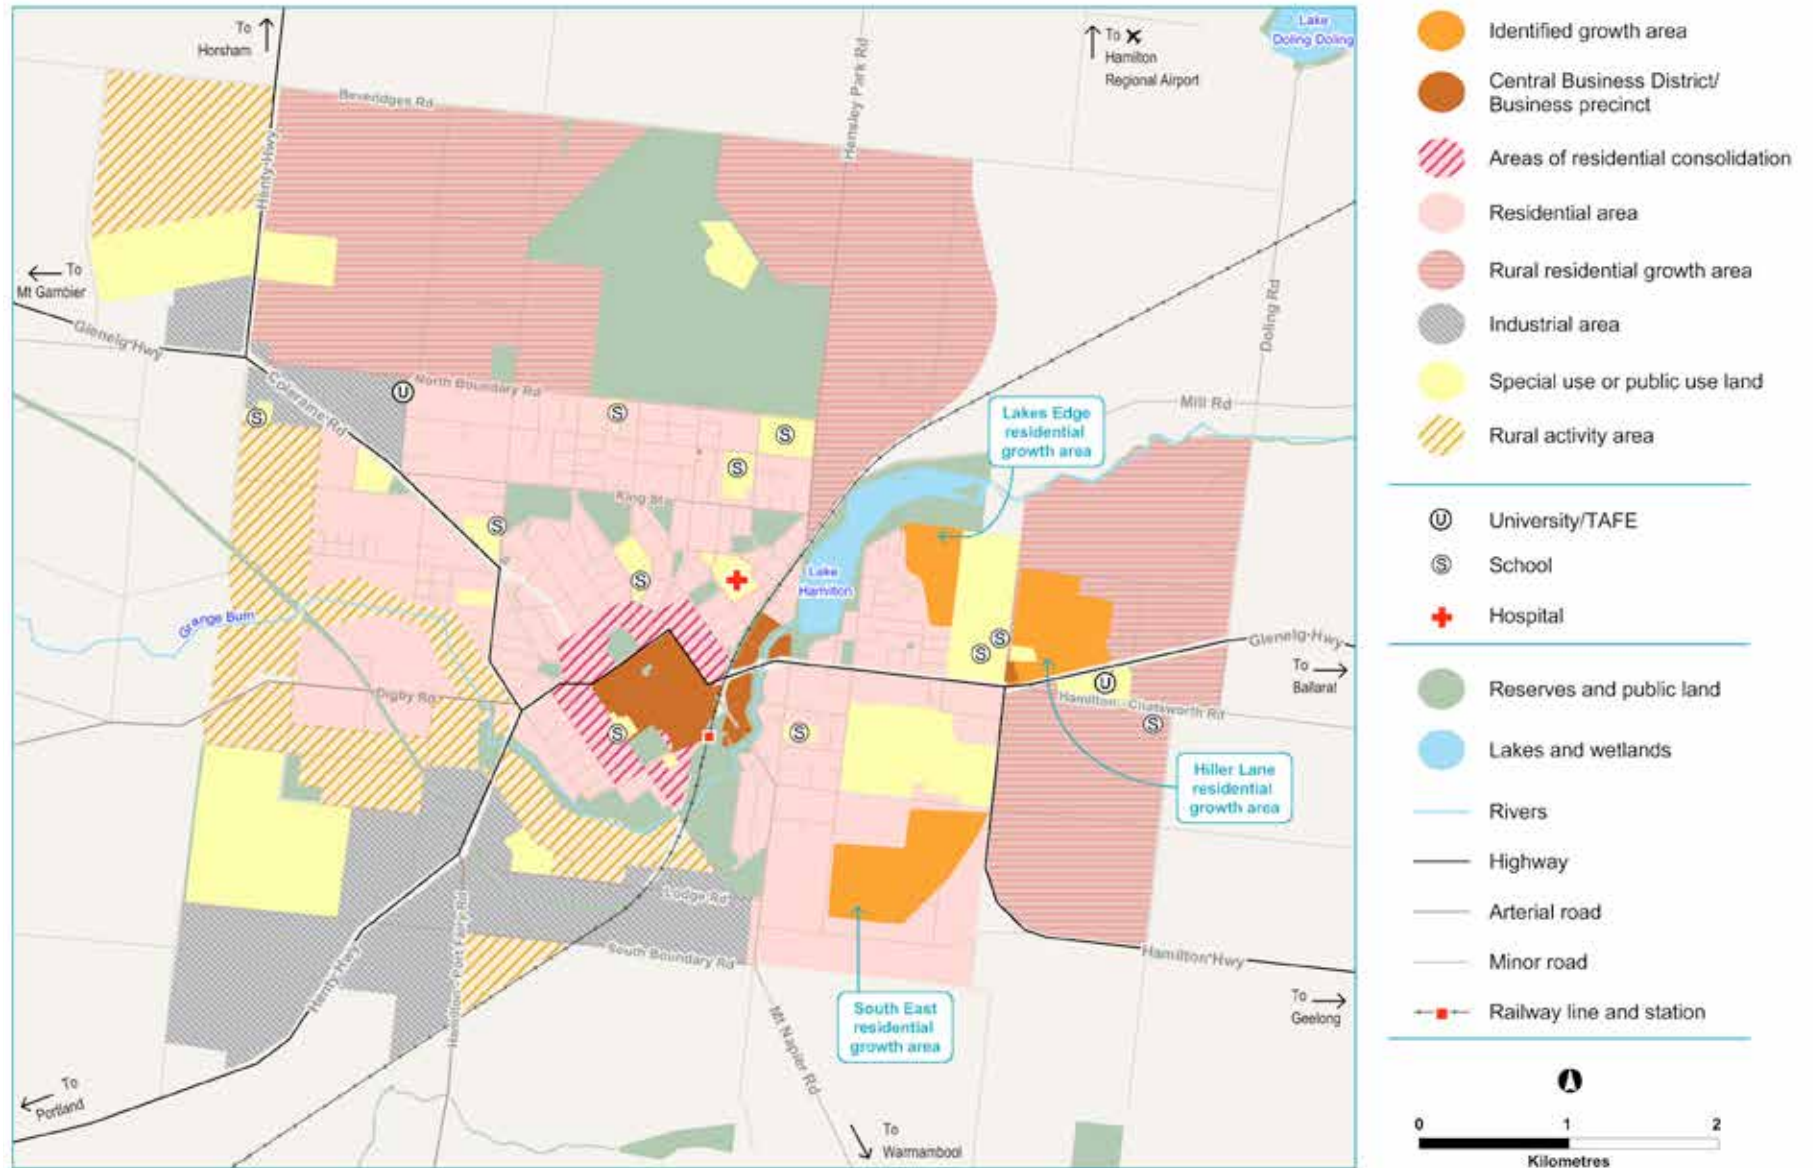 To
Horsham
To
Hamilton
Regional Airport
Lake
Doling Doling
Beveridges Rd
Hensley Park Rd
Henty Hwy
To
Mt Gambier
Glenelg Hwy
Doling Rd
Coleraine Rd
North Boundary Rd
U
Mill Rd
S
S
S
S
Lakes Edge
residential
growth area
King St
S
S
Lake
Hamilton
Grange Burn
S
S
Glenelg Hwy
To
Ballarat
Digby Rd
U
Hamilton - Chatsworth Rd
S
S
S
Hiller Lane
residential
growth area
Lodge Rd
Hamilton - Port Fairy Rd
South Boundary Rd
Henty Hwy
Hamilton Hwy
To
Geelong
South East
residential
growth area
Mt Napier Rd
To
Portland
To
Warrnambool
Identified growth area
Central Business District/
Business precinct
Areas of residential consolidation
Residential area
Rural residential growth area
Industrial area
Special use or public use land
Rural activity area
U University/TAFE
S School
Hospital
Reserves and public land
Lakes and wetlands
Rivers
Highway
Arterial road
Minor road
Railway line and station
0 1 2
Kilometres